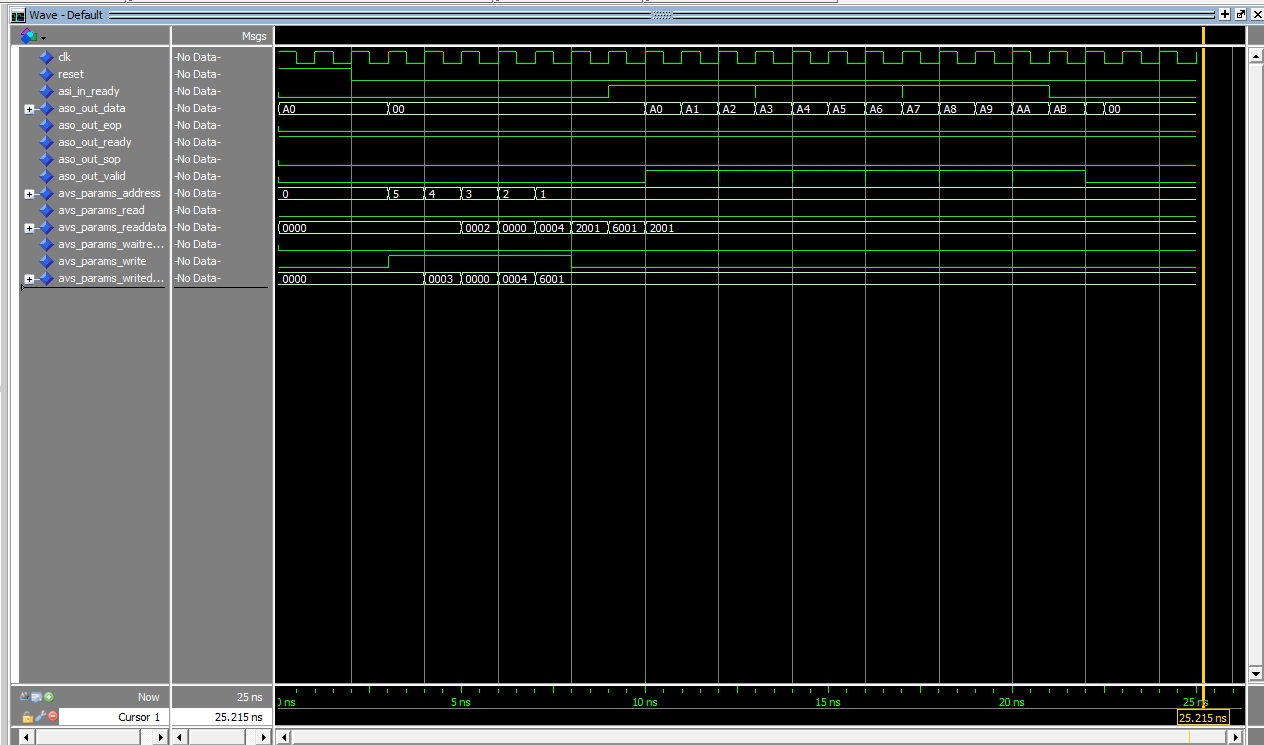 Wave - Default
Msgs
clk -No Data-
reset -No Data-
asi_in_ready -No Data-
aso_out_data -No Data- A0 00 A0 A1 A2 A3 A4 A5 A6 A7 A8 A9 AA AB 00
aso_out_eop -No Data-
aso_out_ready -No Data-
aso_out_sop -No Data-
aso_out_valid -No Data-
avs_params_address -No Data- 0 5 4 3 2 1
avs_params_read -No Data-
avs_params_readdata -No Data- 0000 0002 0000 0004 2001 6001 2001
avs_params_waitre... -No Data-
avs_params_write -No Data-
avs_params_writed... -No Data- 0000 0003 0000 0004 6001
Now 25 ns ns 5 ns 10 ns 15 ns 20 ns 25 ns
Cursor 1 25.215 ns 25.215 ns